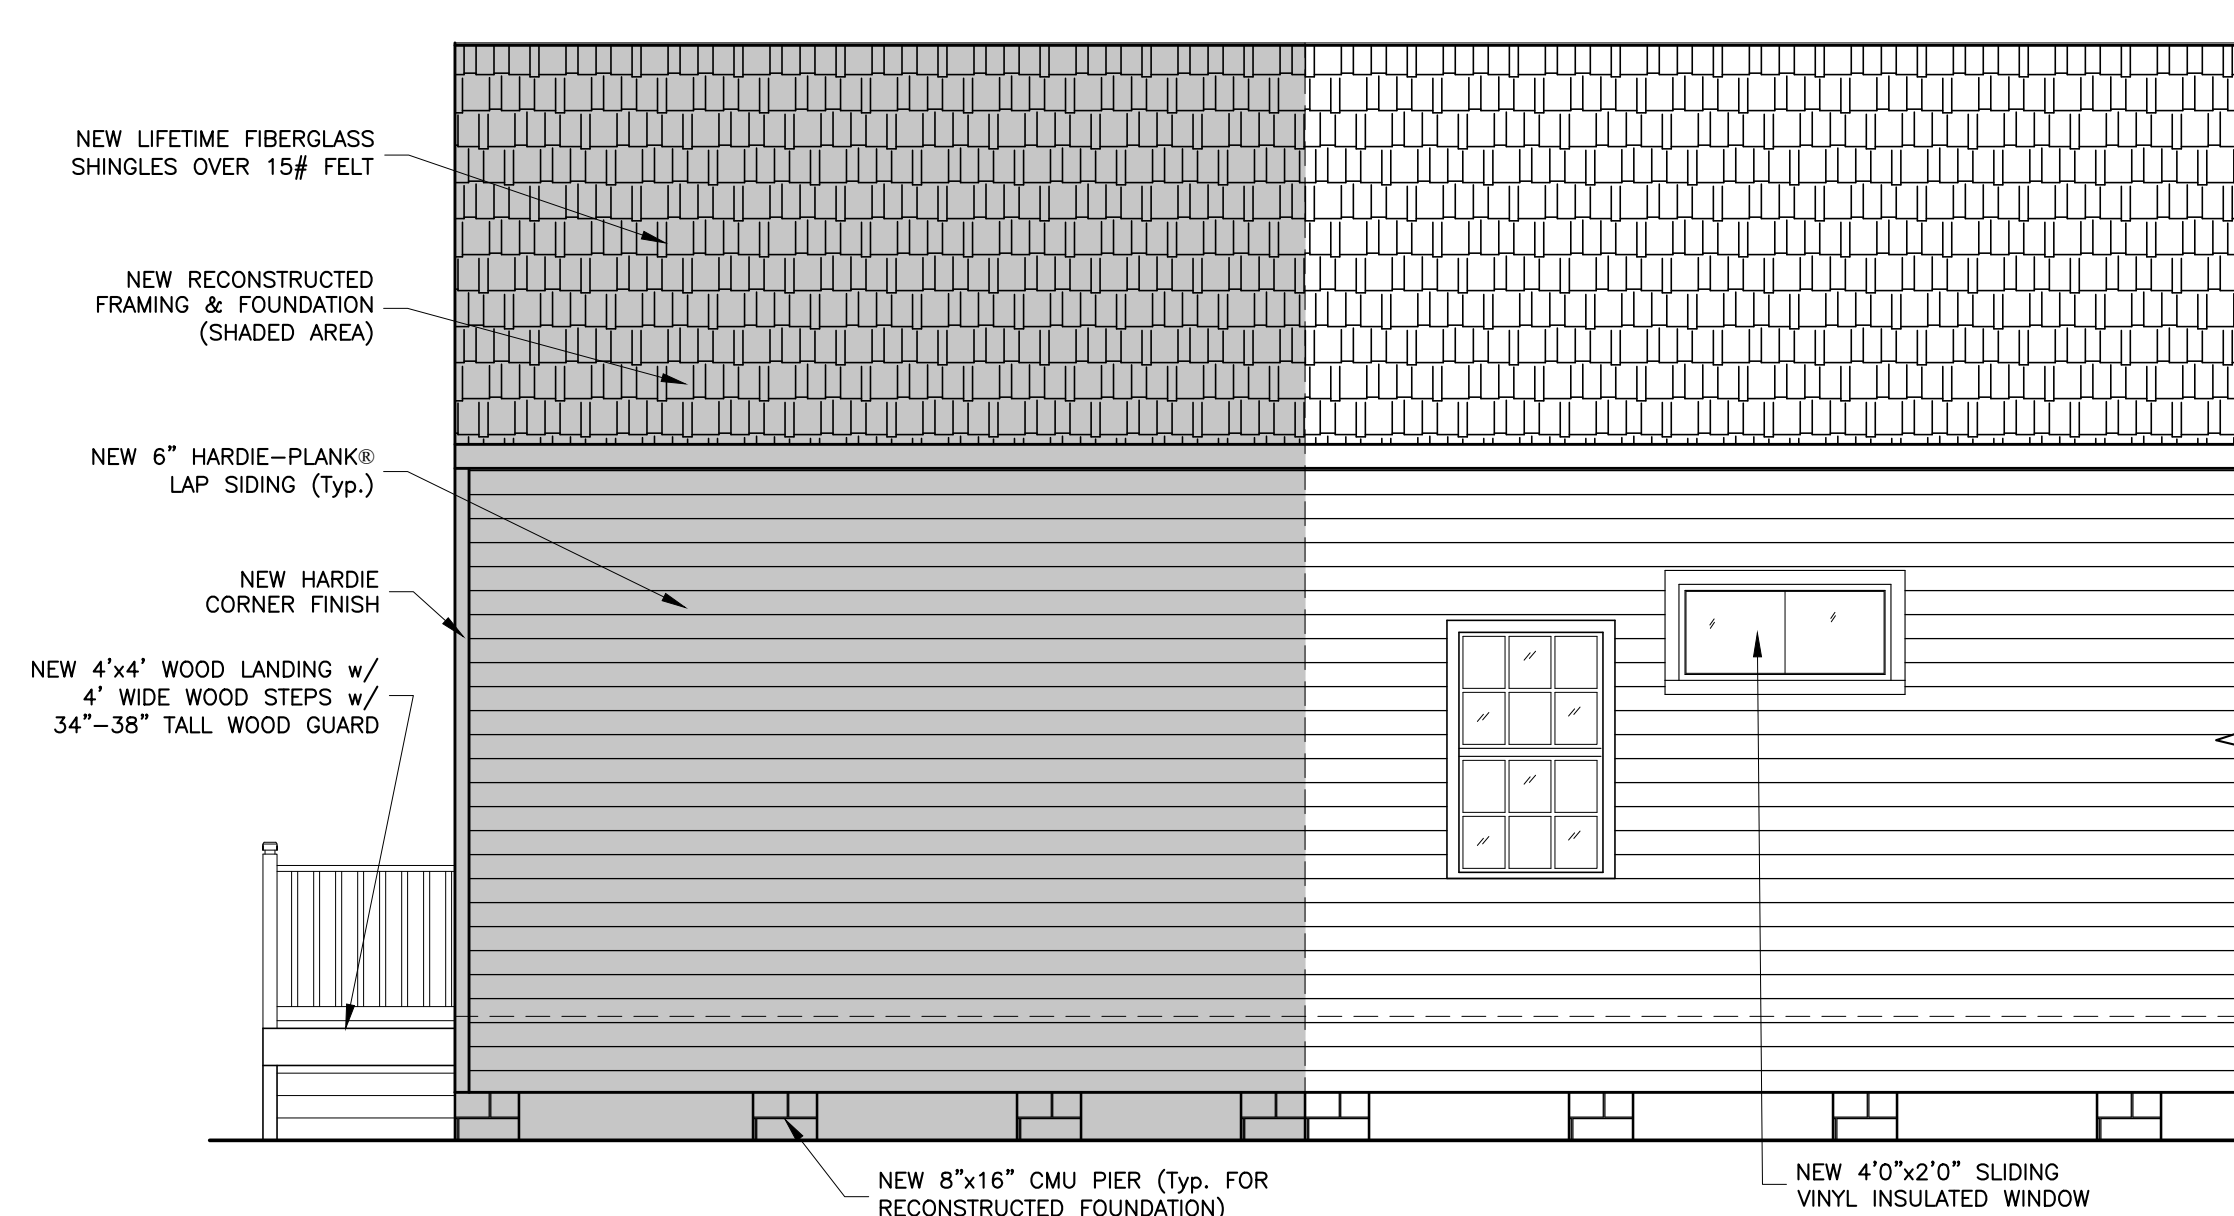 NEW LIFETIME FIBERGLASS
SHINGLES OVER 15# FELT
NEW RECONSTRUCTED
FRAMING & FOUNDATION
(SHADED AREA)
NEW 6" HARDIE-PLANK®
LAP SIDING (Typ.)
NEW HARDIE
CORNER FINISH
NEW 4'x4' WOOD LANDING w/
4' WIDE WOOD STEPS w/
34"-38" TALL WOOD GUARD
NEW 8"x16" CMU PIER (Typ. FOR
RECONSTRUCTED FOUNDATION)
NEW 4'0"x2'0" SLIDING
VINYL INSULATED WINDOW